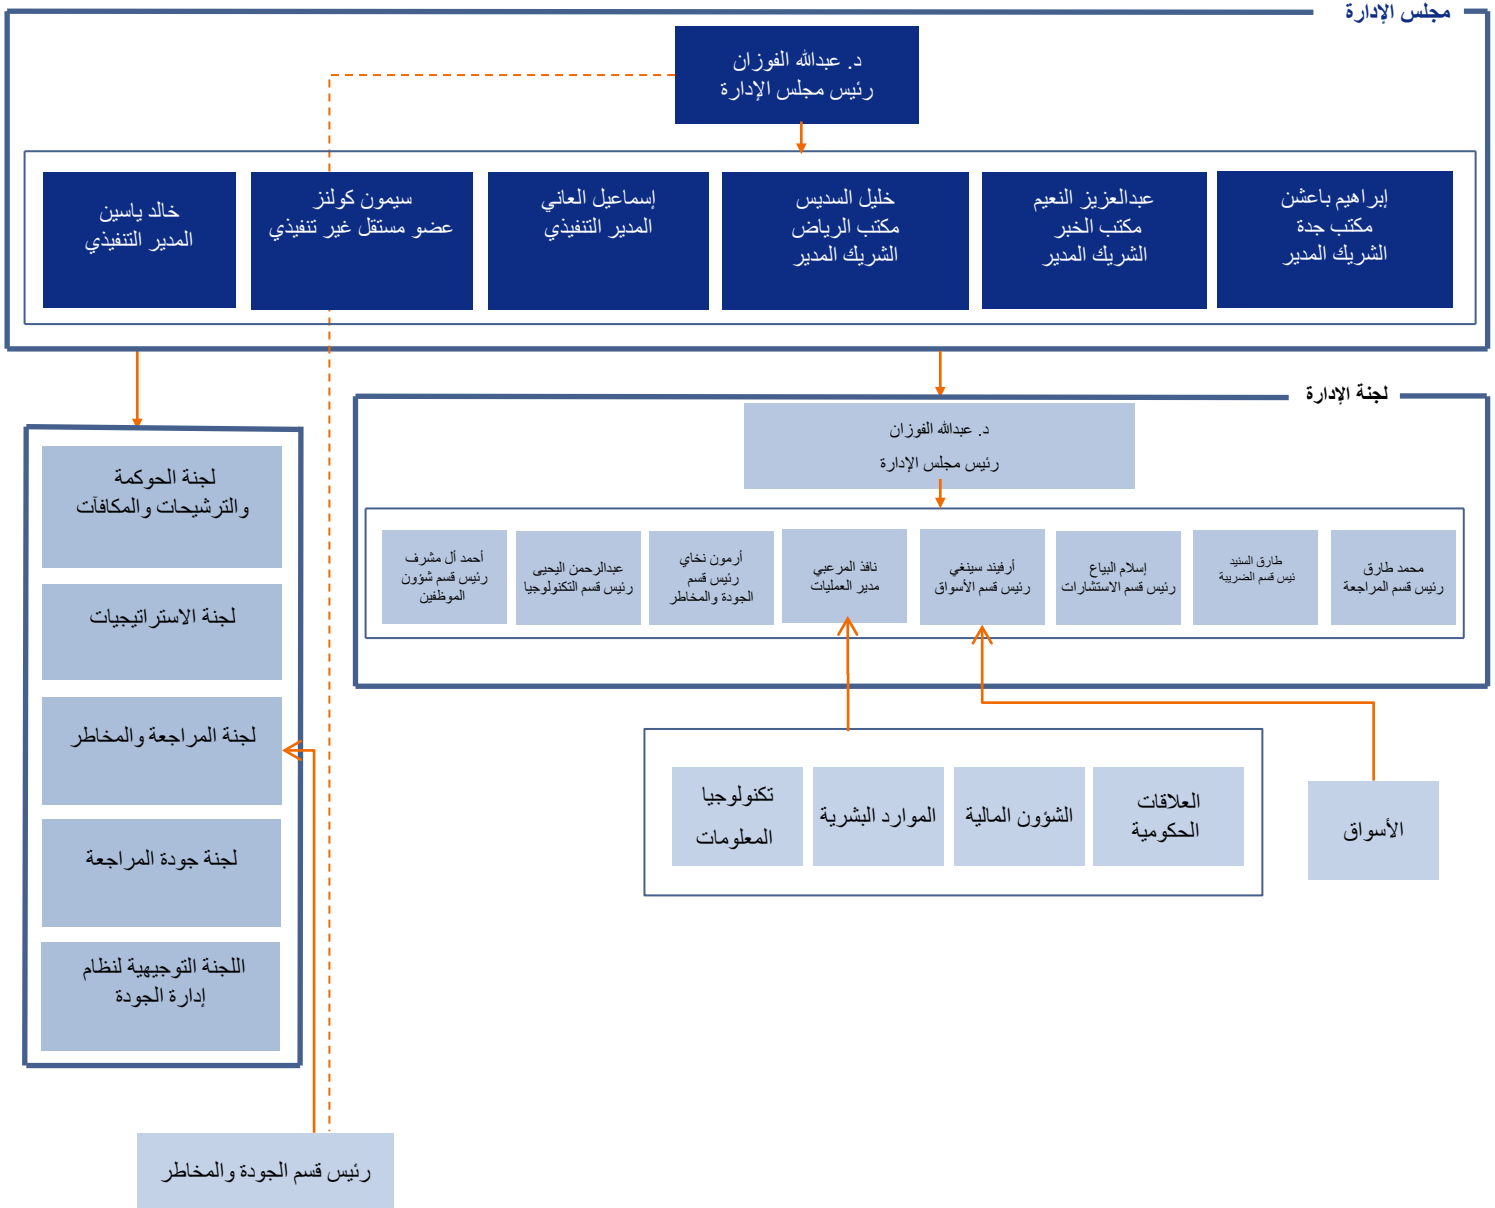 مجلس الإدارة
د. عبدالله الفوزان
رئيس مجلس الإدارة
إبراهيم باعشن
مكتب جدة
الشريك المدير
عبدالعزيز النعيم
مكتب الخبر
الشريك المدير
خليل السديس
مكتب الرياض
الشريك المدير
إسماعيل العاني
المدير التنفيذي
سيمون كولنز
عضو مستقل غير تنفيذي
خالد ياسين
المدير التنفيذي
لجنة الإدارة
د. عبدالله الفوزان
رئيس مجلس الإدارة
محمد طارق
رئيس قسم المراجعة
طارق السنيد
ئيس قسم الضريبة
إسلام البياع
رئيس قسم الاستشارات
أرفيند سينغي
رئيس قسم الأسواق
نافذ المرعبي
مدير العمليات
أرمون نخاي
رئيس قسم
الجودة والمخاطر
عبدالرحمن اليحيى
رئيس قسم التكنولوجيا
أحمد أل مشرف
رئيس قسم شؤون
الموظفين
لجنة الحوكمة
والترشيحات والمكافآت
لجنة الاستراتيجيات
لجنة المراجعة والمخاطر
لجنة جودة المراجعة
اللجنة التوجيهية لنظام
إدارة الجودة
الأسواق
العلاقات
الحكومية
الشؤون المالية
الموارد البشرية
تكنولوجيا
المعلومات
رئيس قسم الجودة والمخاطر